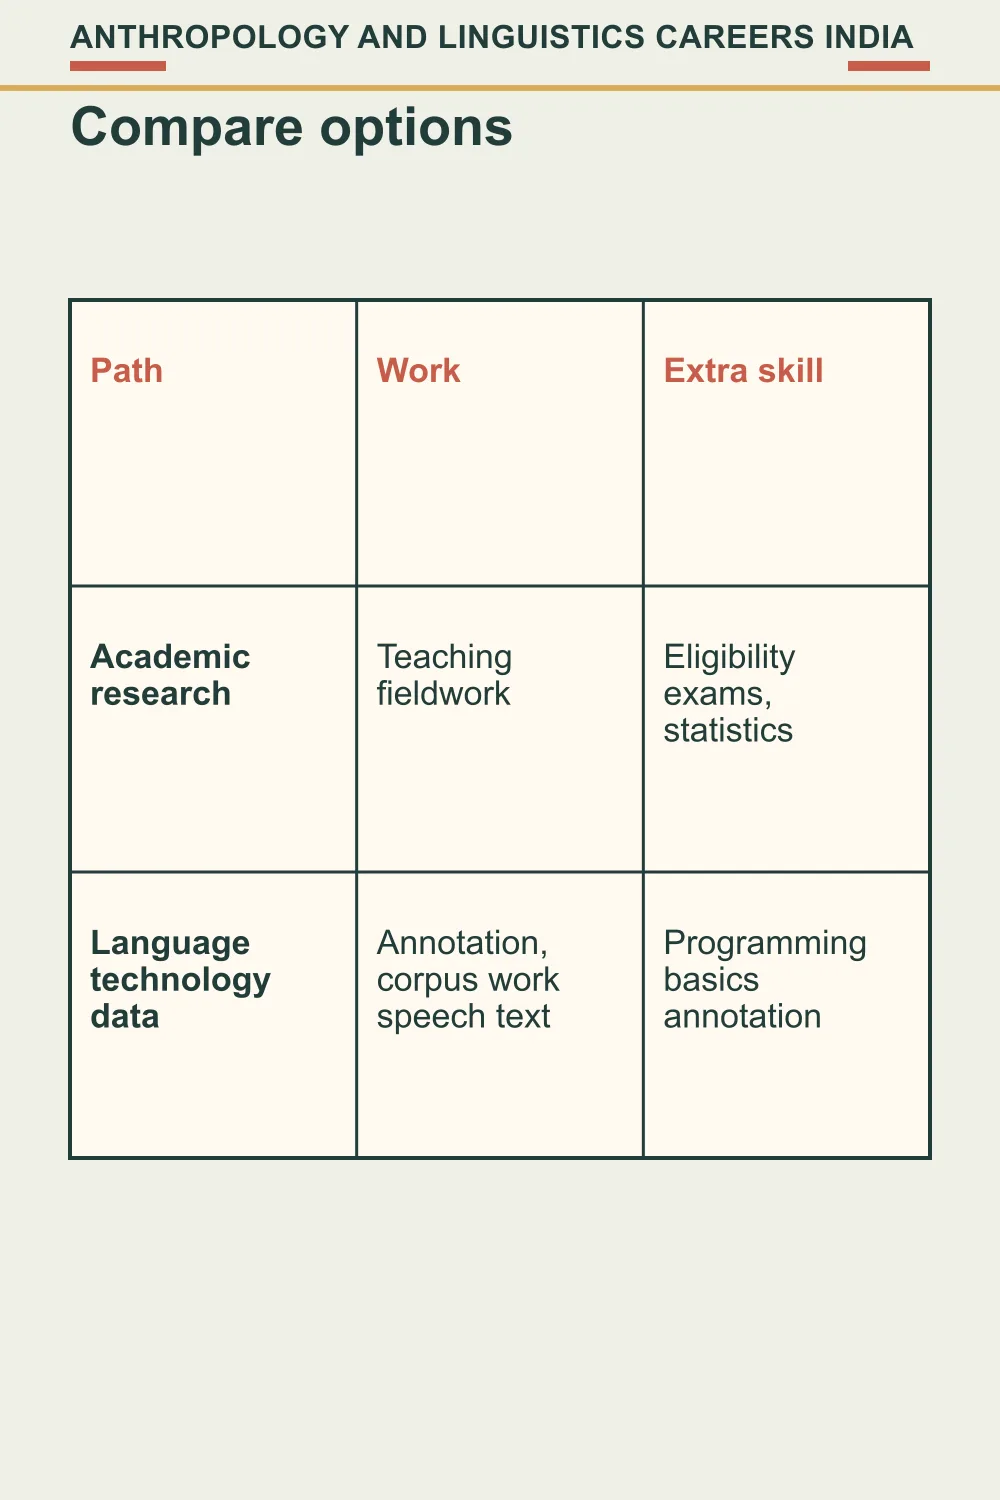 ANTHROPOLOGY AND LINGUISTICS CAREERS INDIA
Compare options
Path
Work
Extra skill
Academic
research
Teaching
fieldwork
Eligibility
exams,
statistics
Language
technology
data
Annotation,
corpus work
speech text
Programming
basics
annotation